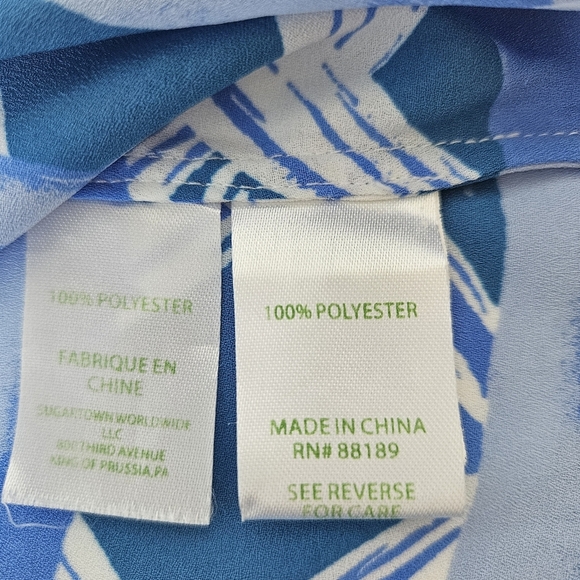 100% POLYESTER
FABRIQUE EN
CHINE
SUGARTOWN WORLDWIDE
LLC
800 THIRD AVENUE
KING OF PRUSSIA,PA
100% POLYESTER
MADE IN CHINA
RN# 88189
SEE REVERSE
FOR CARE